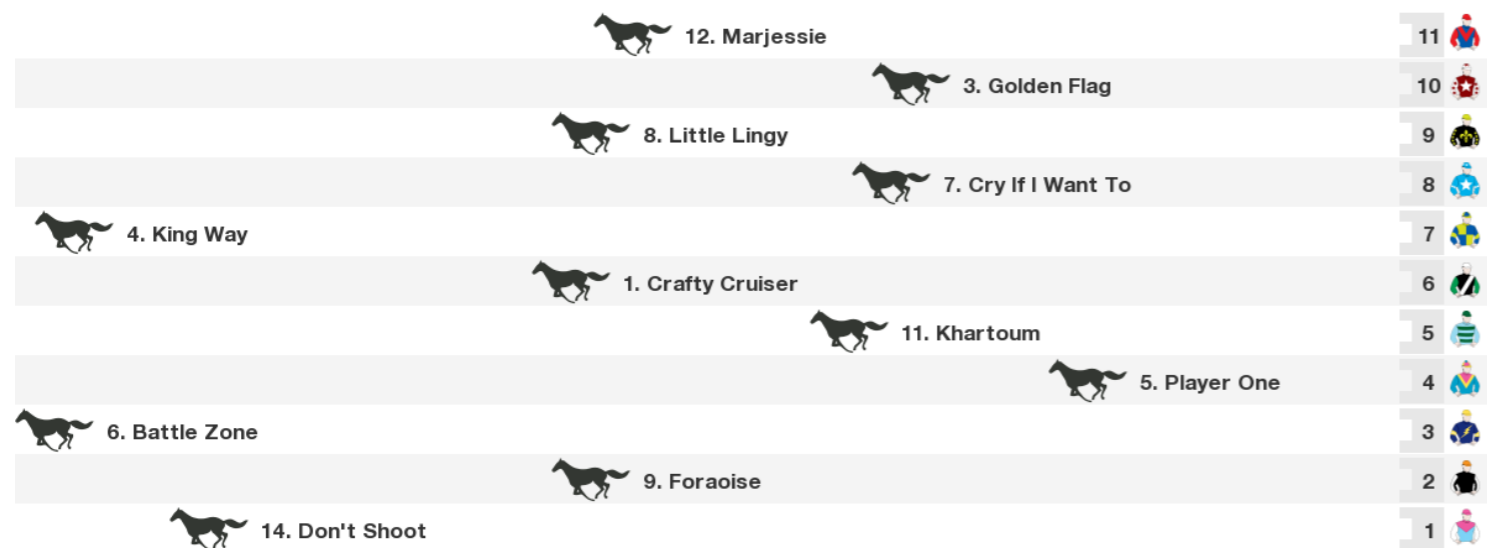 12. Marjessie 11
3. Golden Flag 10
8. Little Lingy 9
7. Cry If I Want To 8
4. King Way 7
1. Crafty Cruiser 6
11. Khartoum 5
5. Player One 4
6. Battle Zone 3
9. Foraoise 2
14. Don't Shoot 1